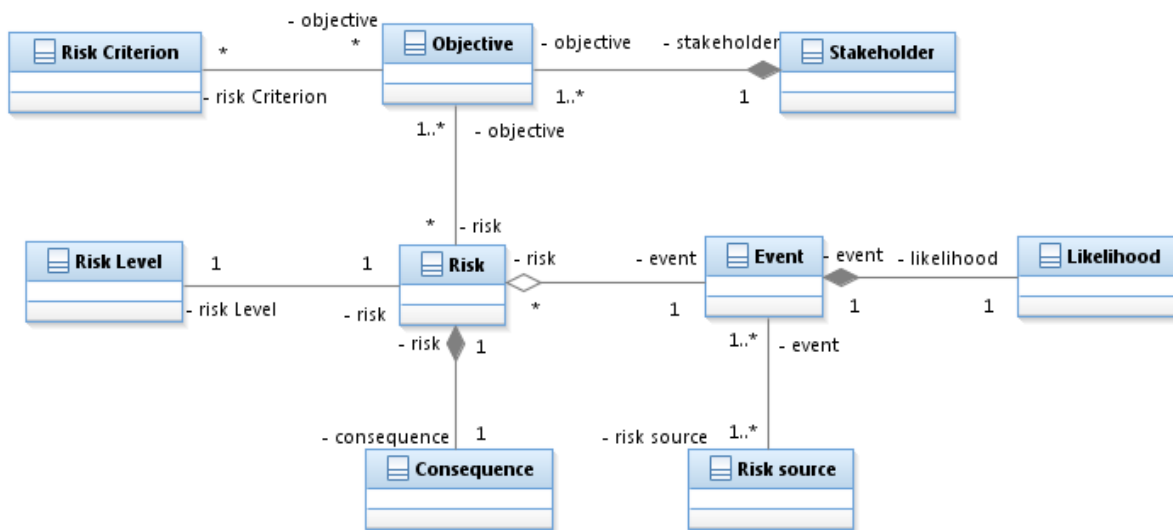 - objective
Risk Criterion
*
*
Objective
- objective
- stakeholder
Stakeholder
- risk Criterion
1..*
1
1..*
- objective
*
- risk
Risk Level
1
1
Risk
- risk
- event
Event
- event
- likelihood
Likelihood
- risk Level
- risk
*
1
1
1
- risk
1
1..*
- event
- consequence
1
- risk source
1..*
Consequence
Risk source